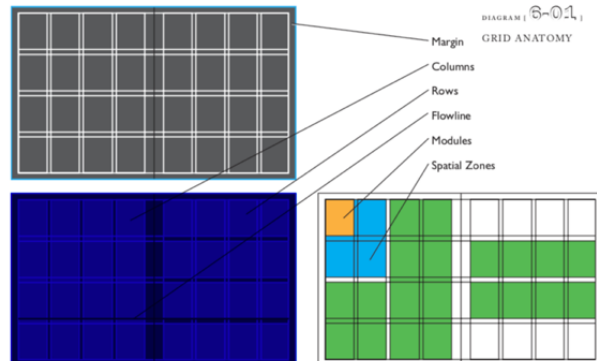 DIAGRAM [ 6-01 ]
GRID ANATOMY
Margin
Columns
Rows
Flowline
Modules
Spatial Zones